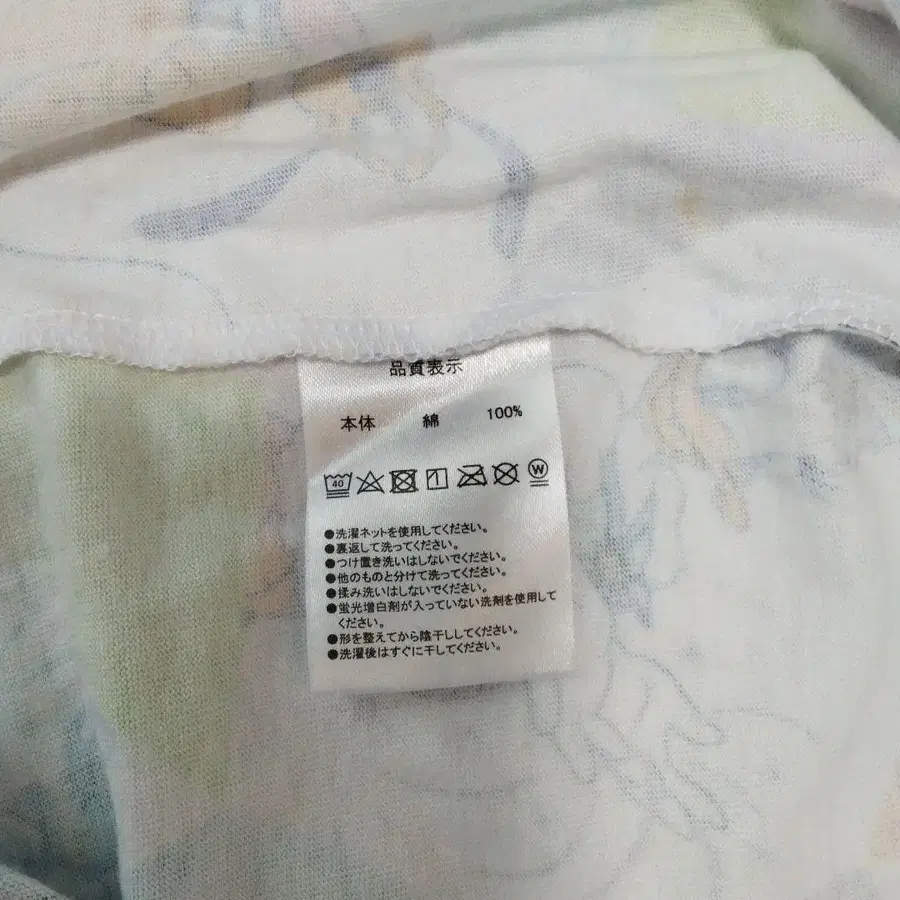 品質表示
本体 綿 100%
40 W
●洗濯ネットを使用してください。
●裏返して洗ってください。
●つけ置き洗いはしないでください。
●他のものと分けて洗ってください。
●揉み洗いはしないでください。
●蛍光増白剤が入っていない洗剤を使用して
ください。
●形を整えてから陰干ししてください。
●洗濯後はすぐに干してください。